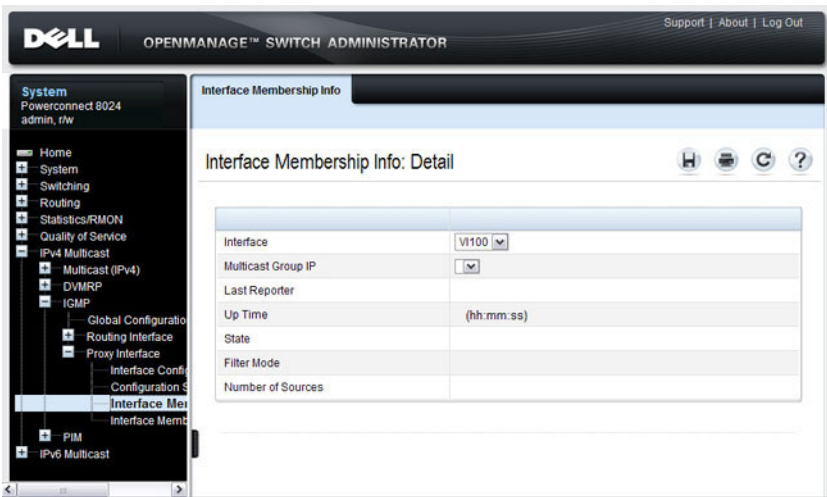 Support | About | Log Out
DELL
OPENMANAGE™ SWITCH ADMINISTRATOR
System
Powerconnect 8024
admin, r/w
Interface Membership Info
Home
System
Switching
Routing
Statistics/RMON
Quality of Service
IPv4 Multicast
Multicast (IPv4)
DVMRP
IGMP
Global Configuratio
Routing Interface
Proxy Interface
Interface Config
Configuration S
Interface Mem
Interface Memb
PIM
IPv6 Multicast
Interface Membership Info: Detail
Interface Vl100
Multicast Group IP
Last Reporter
Up Time (hh:mm:ss)
State
Filter Mode
Number of Sources